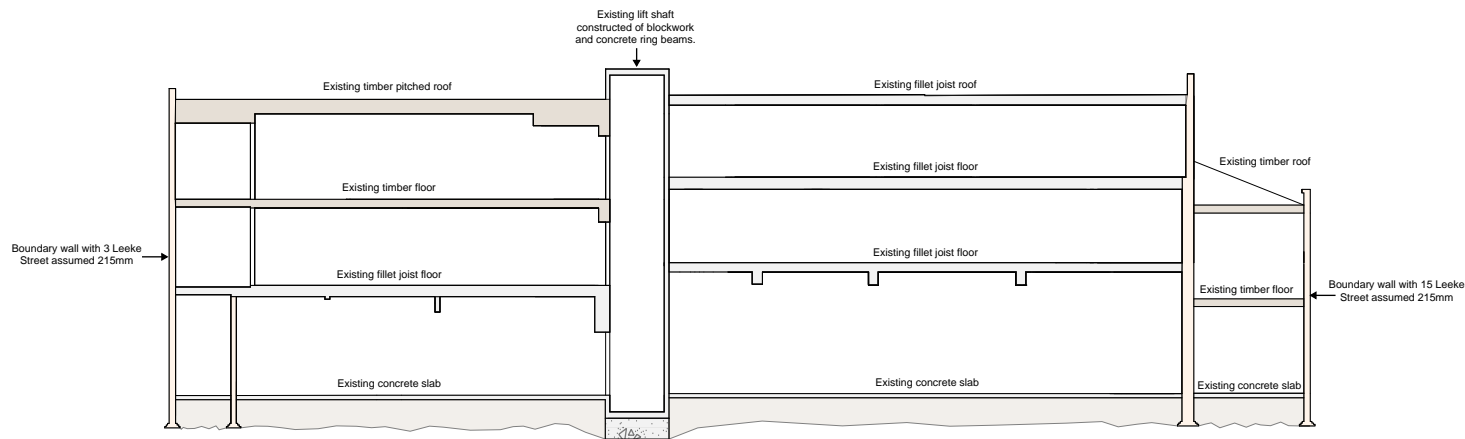 Existing lift shaft
constructed of blockwork
and concrete ring beams.
Existing timber pitched roof
Existing fillet joist roof
Existing timber roof
Existing fillet joist floor
Existing timber floor
Boundary wall with 3 Leeke
Street assumed 215mm
Existing fillet joist floor
Existing fillet joist floor
Existing timber floor
Boundary wall with 15 Leeke
Street assumed 215mm
Existing concrete slab
Existing concrete slab
Existing concrete slab